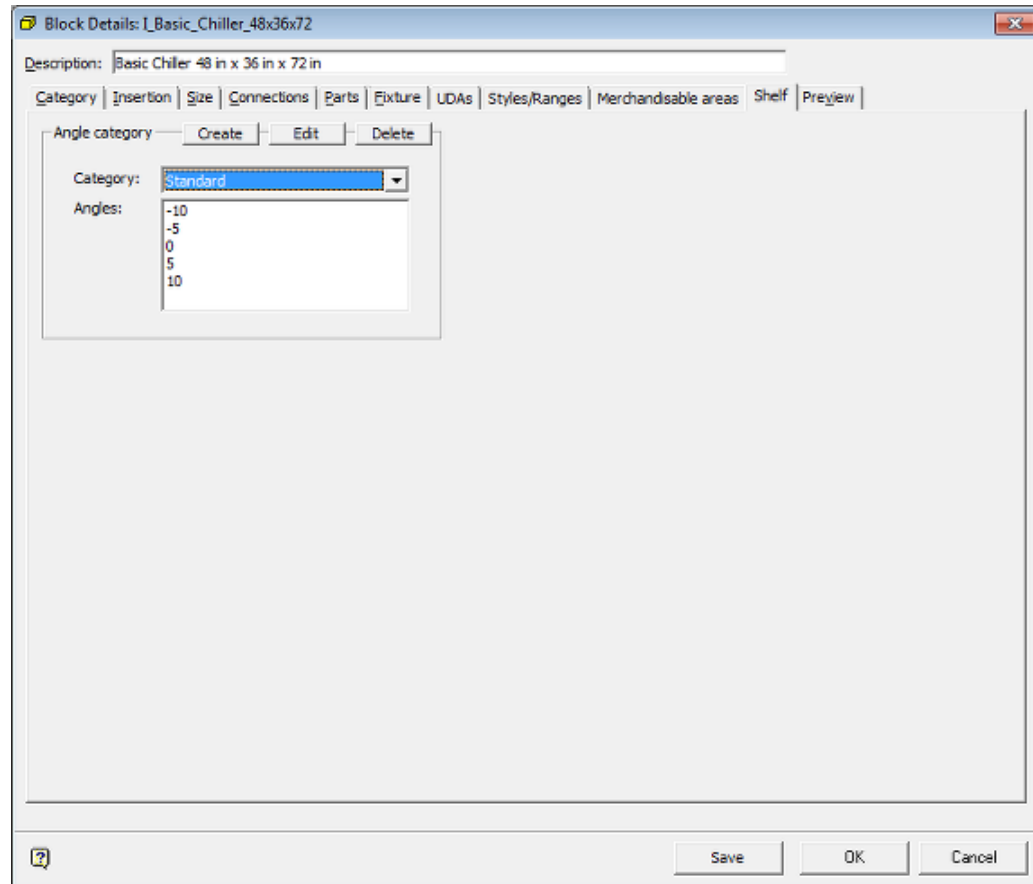 Block Details: I_Basic_Chiller_48x36x72
Description: Basic Chiller 48 in x 36 in x 72 in
Category Insertion Size Connections Parts Fixture UDAs Styles/Ranges Merchandisable areas Shelf Preview
Angle category Create Edit Delete
Category: Standard
Angles: -10
-5
0
5
10
Save OK Cancel